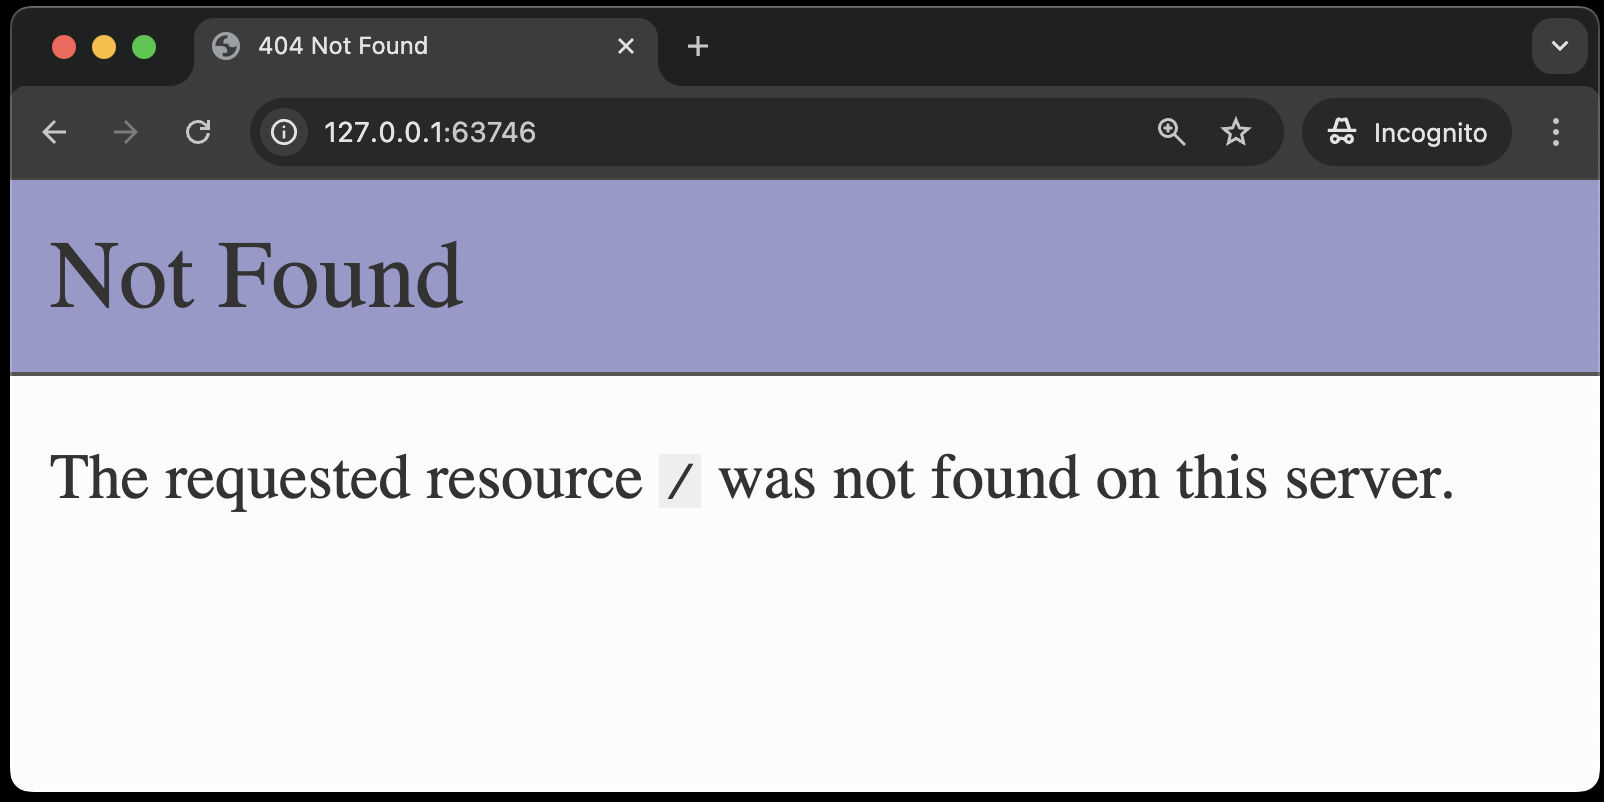 404 Not Found
127.0.0.1:63746
Incognito
Not Found
The requested resource / was not found on this server.